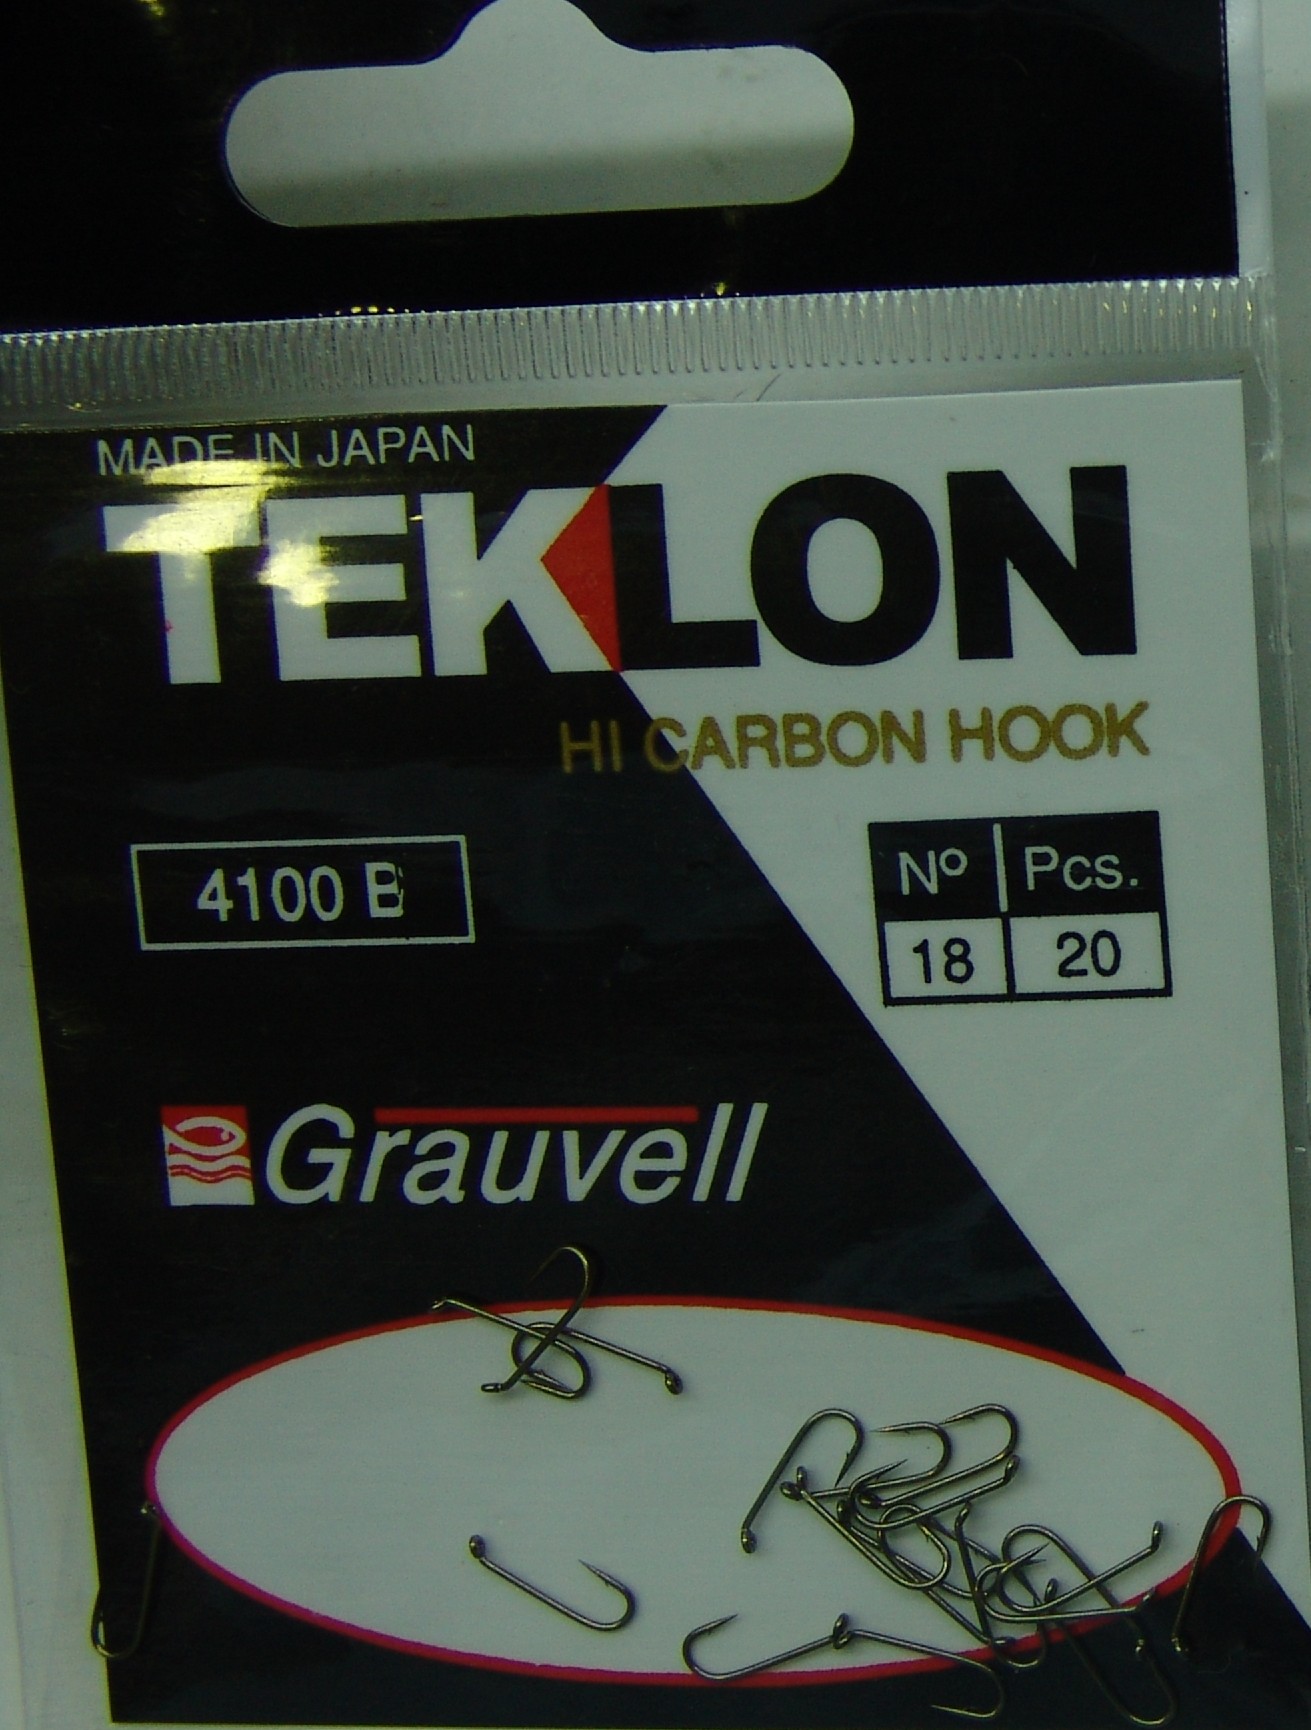 MADE IN JAPAN
TEKLON
HI CARBON HOOK
4100 B
Nº Pcs.
18 20
Grauvell